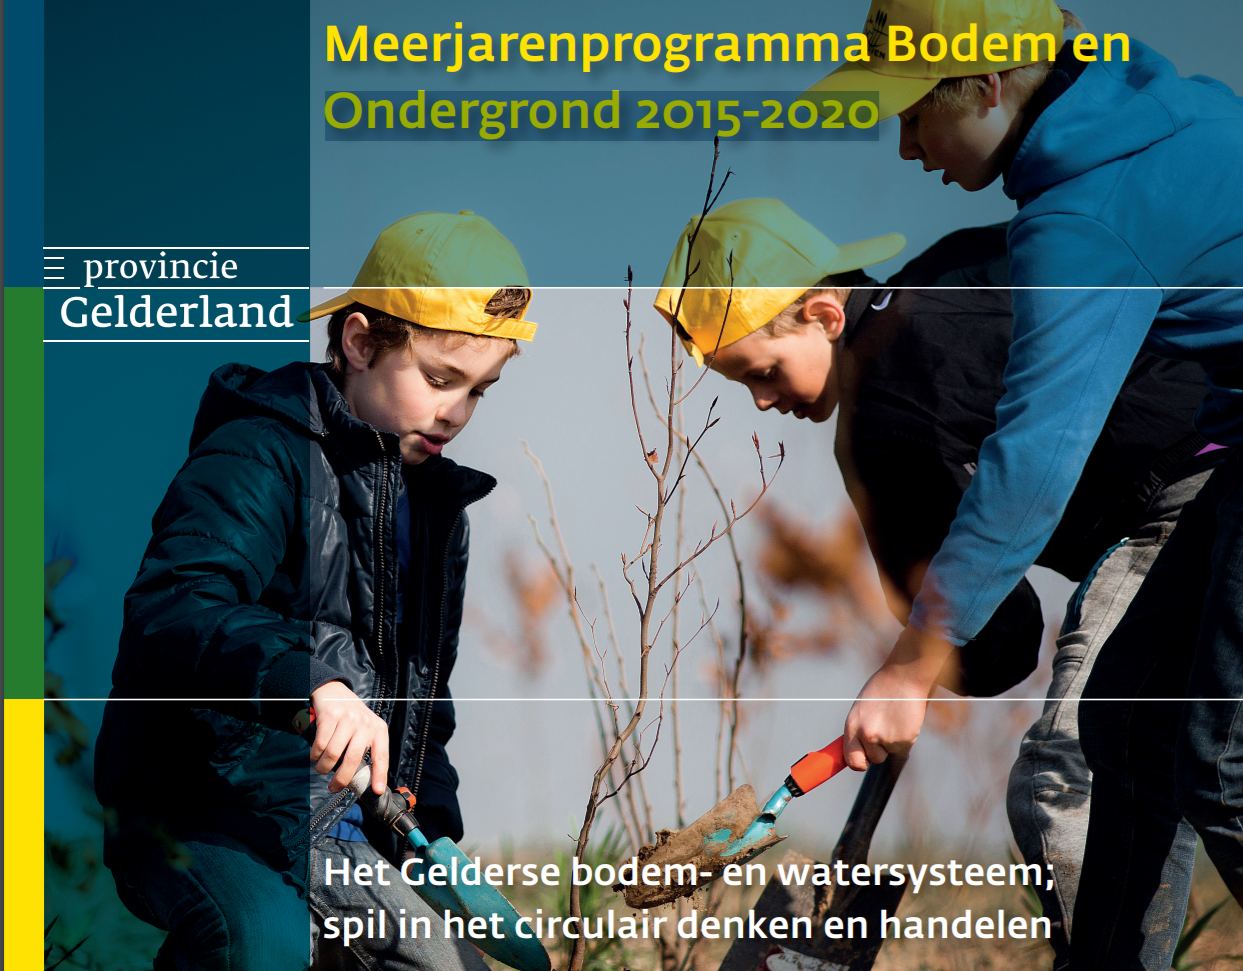 Meerjarenprogramma Bodem en
Ondergrond 2015-2020
provincie
Gelderland
Het Gelderse bodem- en watersysteem;
spil in het circulair denken en handelen